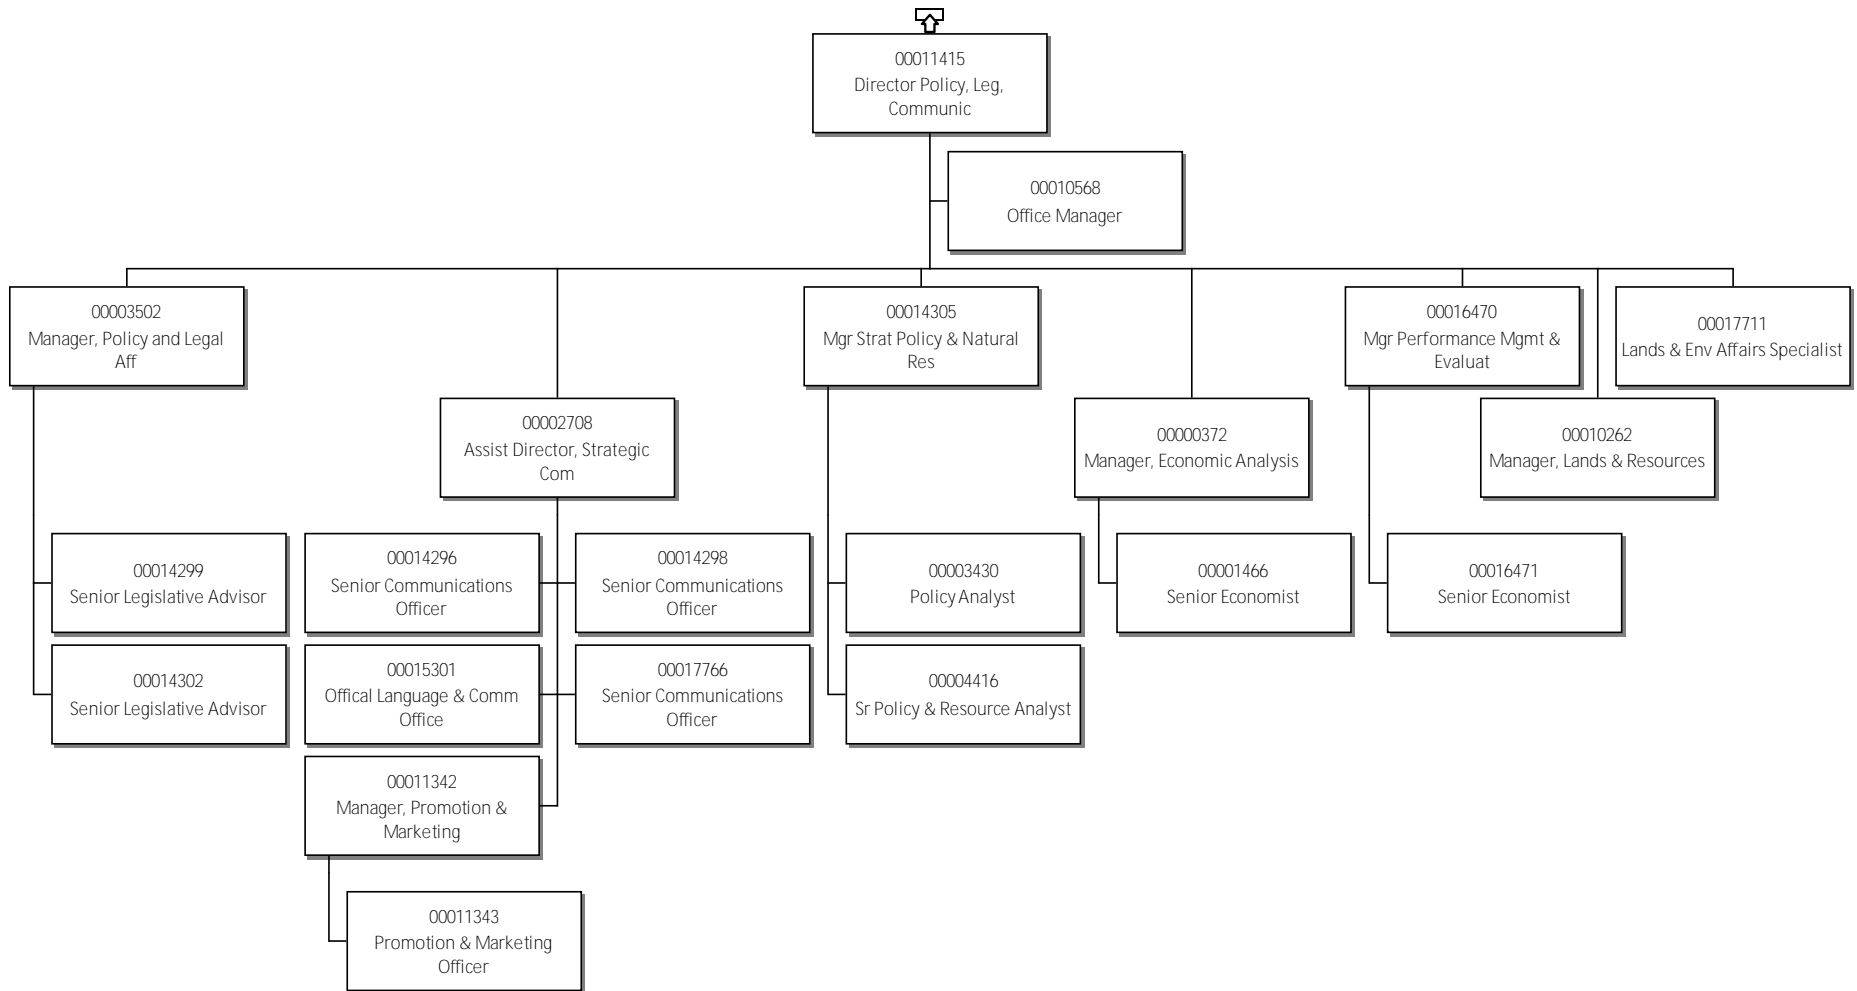 00011415
Director Policy, Leg,
Communic
00010568
Office Manager
00003502
Manager, Policy and Legal
Aff
00014305
Mgr Strat Policy & Natural
Res
00016470
Mgr Performance Mgmt &
Evaluat
00017711
Lands & Env Affairs Specialist
00002708
Assist Director, Strategic
Com
00000372
Manager, Economic Analysis
00010262
Manager, Lands & Resources
00014299
Senior Legislative Advisor
00014296
Senior Communications
Officer
00014298
Senior Communications
Officer
00003430
Policy Analyst
00001466
Senior Economist
00016471
Senior Economist
00014302
Senior Legislative Advisor
00015301
Offical Language & Comm
Office
00017766
Senior Communications
Officer
00004416
Sr Policy & Resource Analyst
00011342
Manager, Promotion &
Marketing
00011343
Promotion & Marketing
Officer